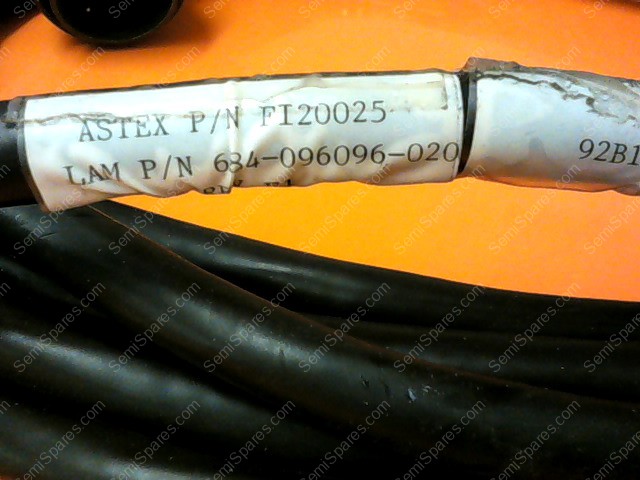 ASTEX P/N FI20025
LAM P/N 684-096096-020
92B1
SemiSpares.com